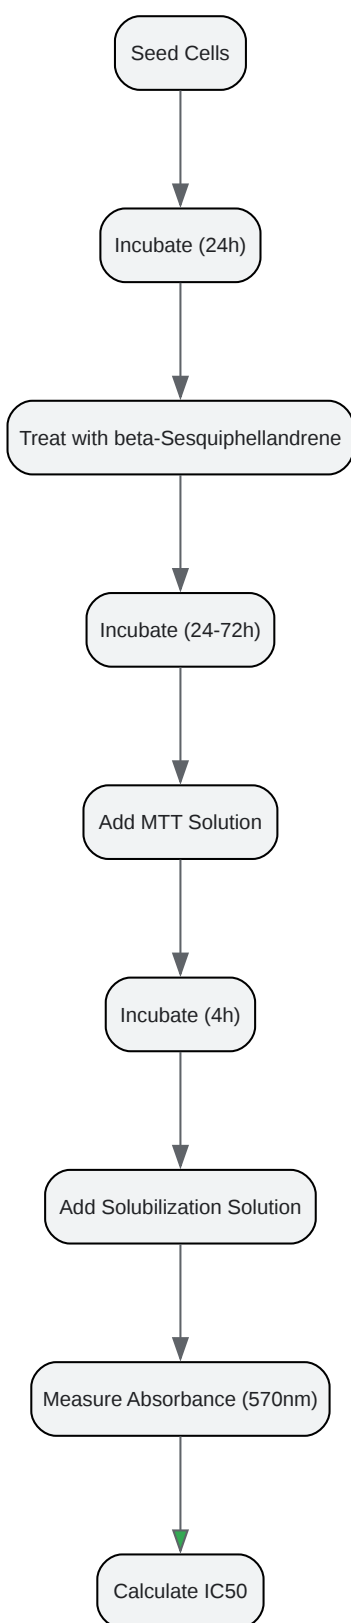 Seed Cells
Incubate (24h)
Treat with beta-Sesquiphellandrene
Incubate (24-72h)
Add MTT Solution
Incubate (4h)
Add Solubilization Solution
Measure Absorbance (570nm)
Calculate IC50